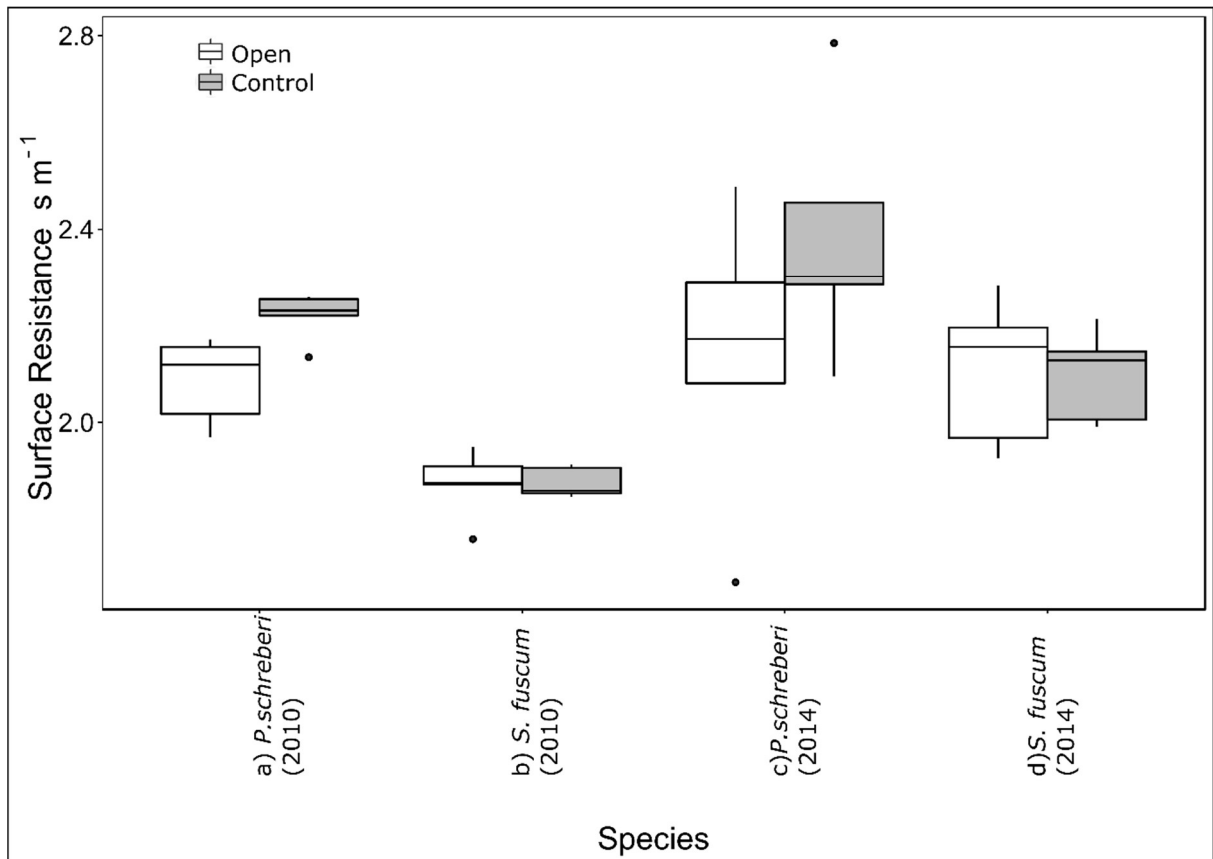 2.8
2.4
2.0
Surface Resistance s m⁻¹
Open
Control
a) P.schreberi
(2010)
b) S. fuscum
(2010)
c)P.schreberi
(2014)
d)S. fuscum
(2014)
Species